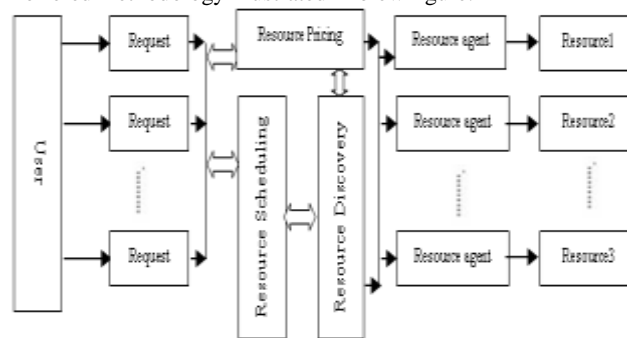 User
Request
Request
Request
Resource Pricing
Resource Scheduling
Resource Discovery
Resource agent
Resource agent
Resource agent
Resource1
Resource2
Resource3